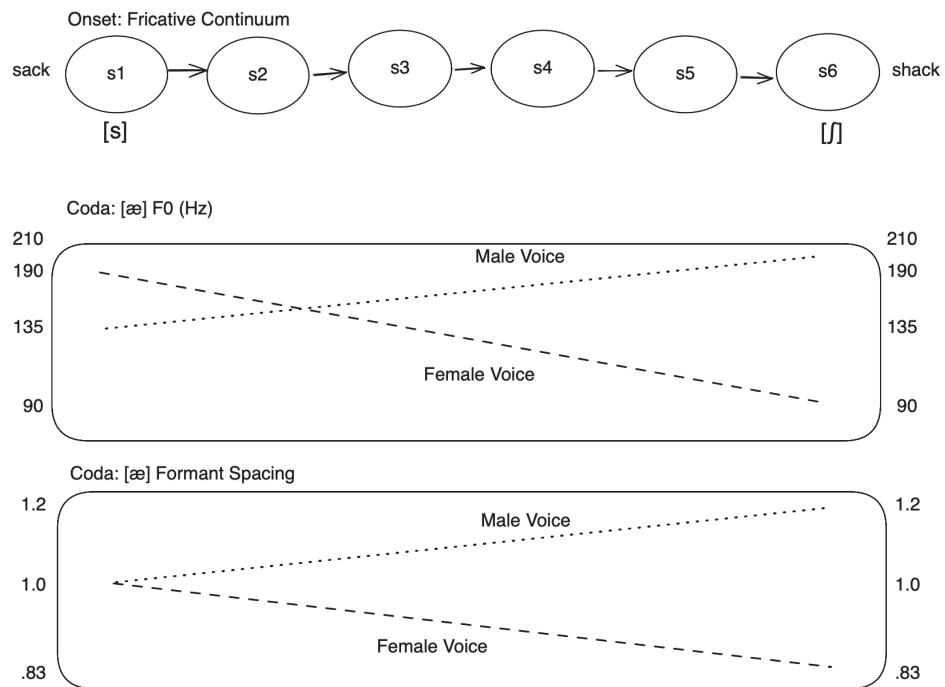 Onset: Fricative Continuum
sack s1 s2 s3 s4 s5 s6 shack
[s] [ʃ]
Coda: [æ] F0 (Hz)
210 210
Male Voice
190 190
135 135
Female Voice
90 90
Coda: [æ] Formant Spacing
1.2 1.2
Male Voice
1.0 1.0
Female Voice
.83 .83